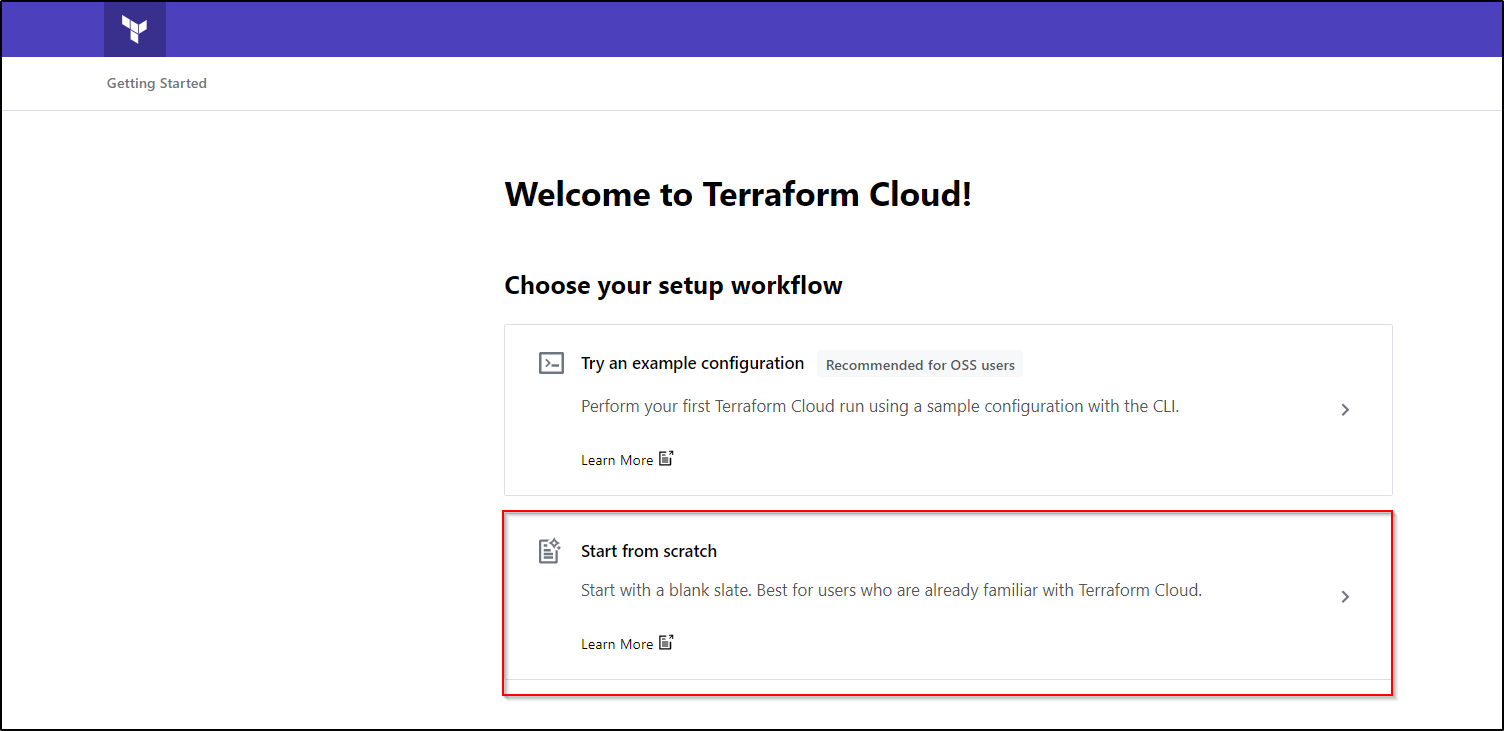 Getting Started
Welcome to Terraform Cloud!
Choose your setup workflow
Try an example configuration Recommended for OSS users
Perform your first Terraform Cloud run using a sample configuration with the CLI.
Learn More
Start from scratch
Start with a blank slate. Best for users who are already familiar with Terraform Cloud.
Learn More